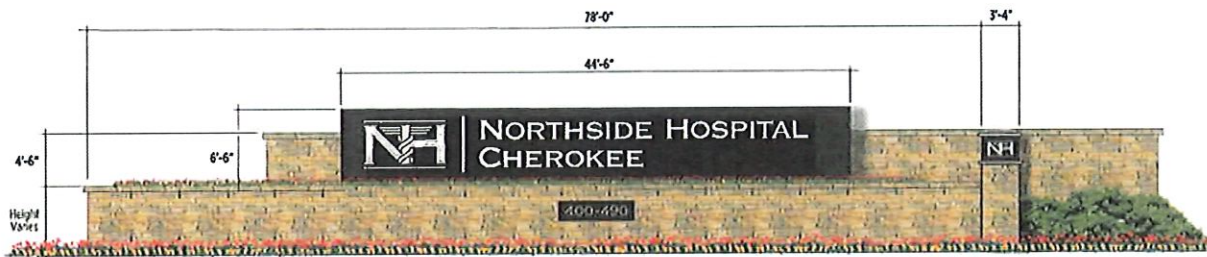 78'-0"
3'-4"
44'-6"
NH
NORTHSIDE HOSPITAL
CHEROKEE
NH
4'-6"
6'-6"
400-490
Height
Varies